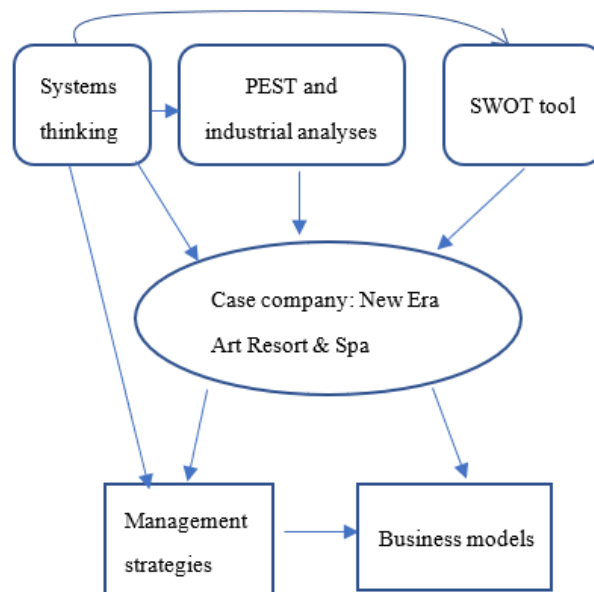 Systems
thinking
PEST and
industrial analyses
SWOT tool
Case company: New Era
Art Resort & Spa
Management
strategies
Business models